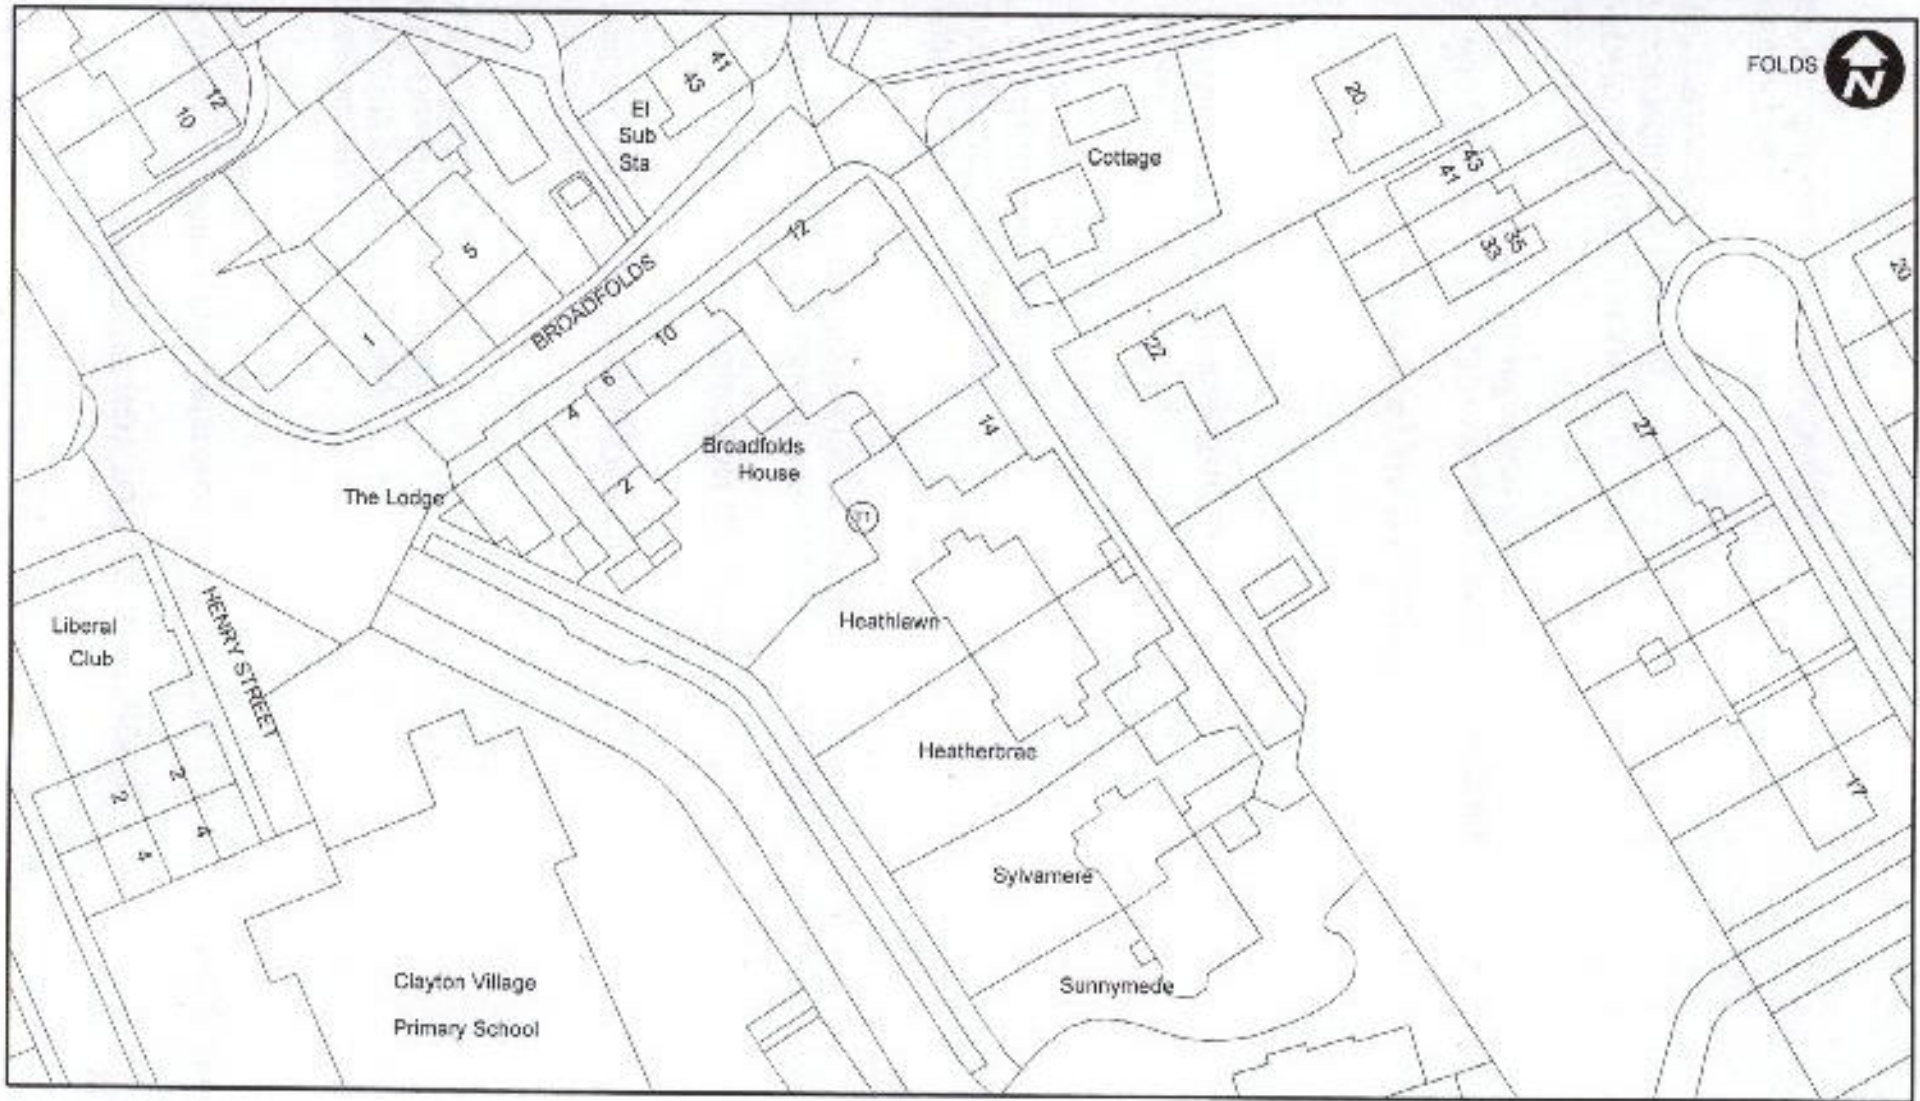 FOLDS
N
12
10
41
43
El
Sub
Sta
20
Cottage
43
41
35
33
20
5
12
BROADFOLDS
1
10
6
4
2
22
14
27
Broadfolds
House
The Lodge
T1
HENRY STREET
Liberal
Club
Heathlawn
Heatherbrae
2
2
4
4
17
Sylvamere
Sunnymede
Clayton Village
Primary School